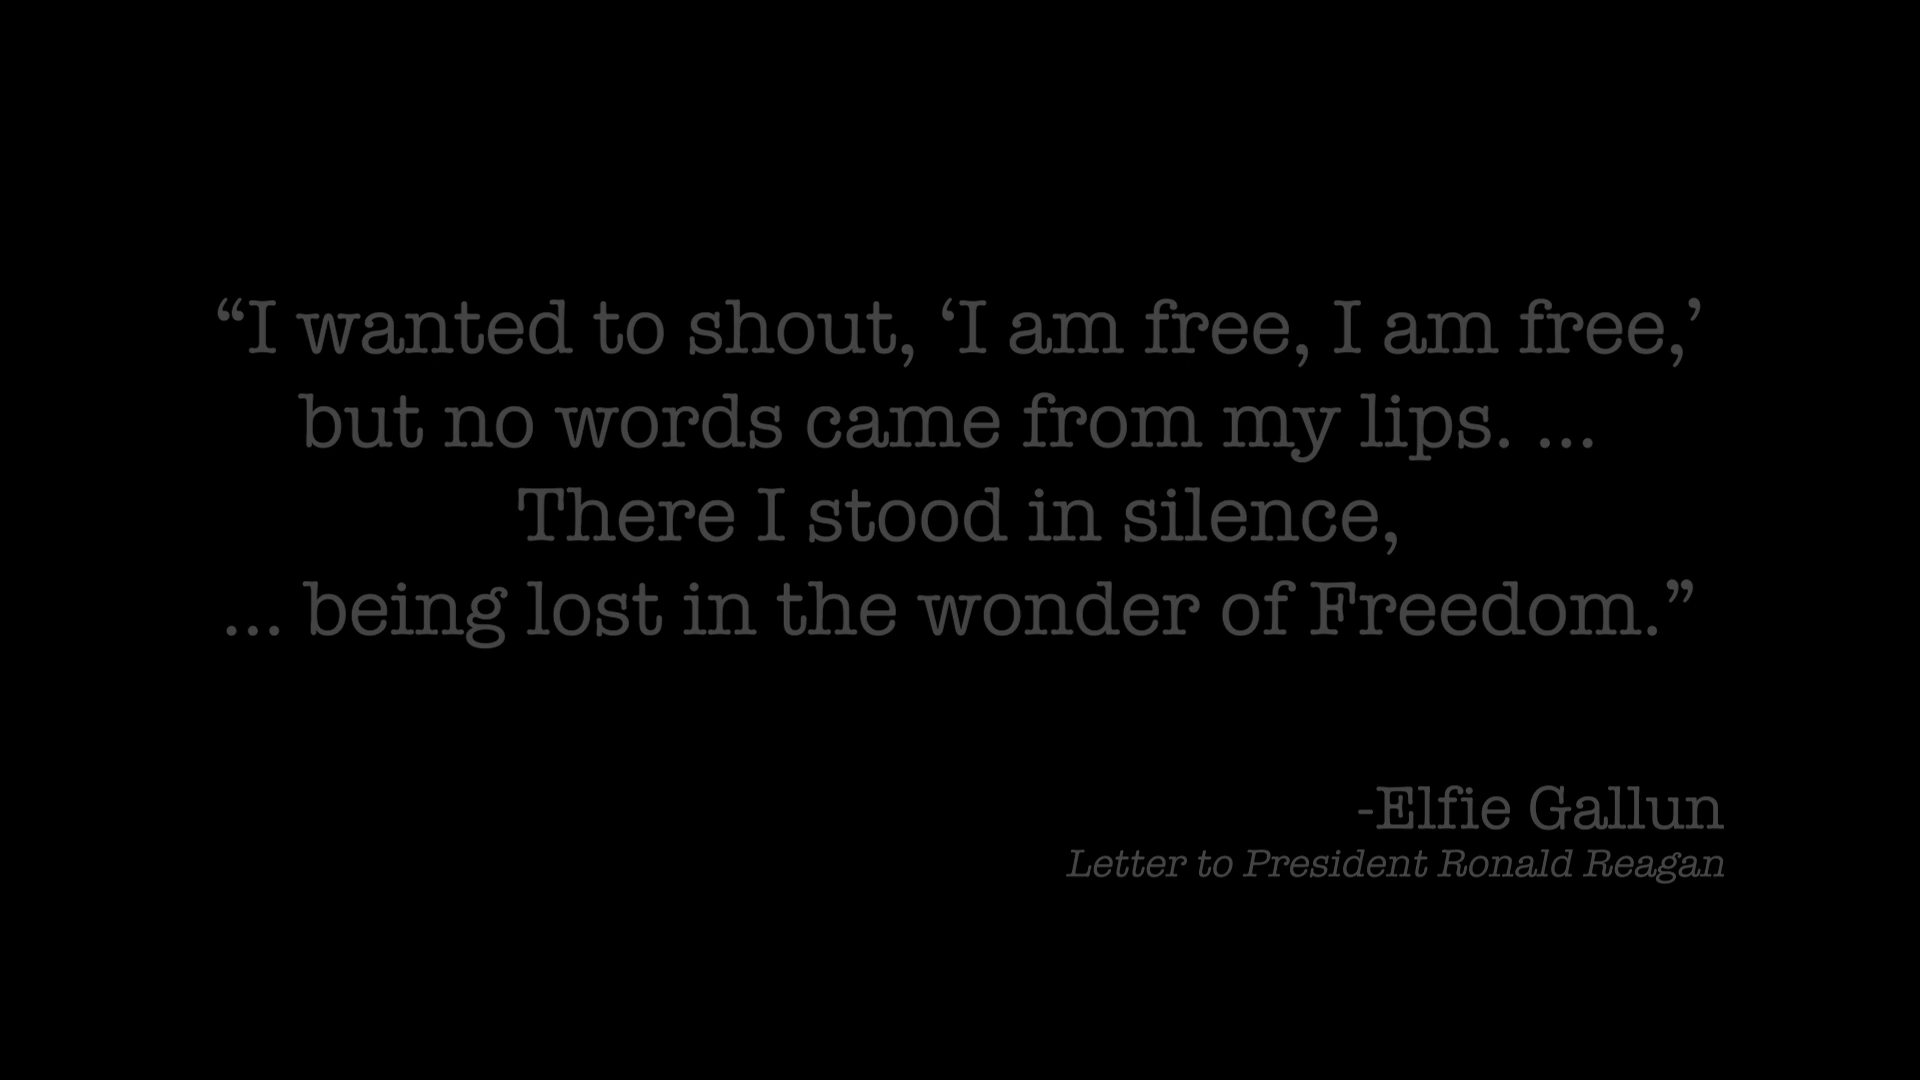 “I wanted to shout, ‘I am free, I am free,’
but no words came from my lips. ...
There I stood in silence,
... being lost in the wonder of Freedom.”
-Elfie Gallun
Letter to President Ronald Reagan